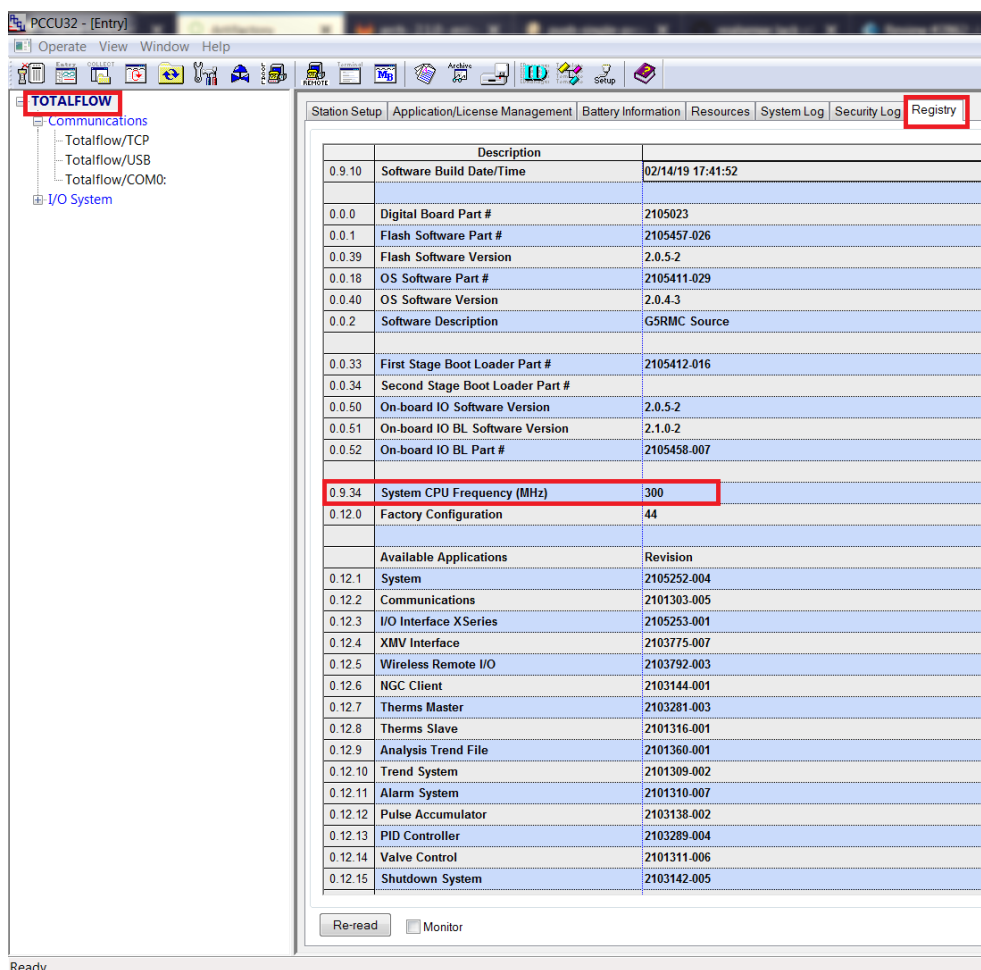 PCCU32 - [Entry]
Operate View Window Help
Entry COLLECT REMOTE Terminal MB Archive Setup
TOTALFLOW
Communications
Totalflow/TCP
Totalflow/USB
Totalflow/COM0:
I/O System
Station Setup Application/License Management Battery Information Resources System Log Security Log Registry
Description
0.9.10 Software Build Date/Time 02/14/19 17:41:52
0.0.0 Digital Board Part # 2105023
0.0.1 Flash Software Part # 2105457-026
0.0.39 Flash Software Version 2.0.5-2
0.0.18 OS Software Part # 2105411-029
0.0.40 OS Software Version 2.0.4-3
0.0.2 Software Description G5RMC Source
0.0.33 First Stage Boot Loader Part # 2105412-016
0.0.34 Second Stage Boot Loader Part #
0.0.50 On-board IO Software Version 2.0.5-2
0.0.51 On-board IO BL Software Version 2.1.0-2
0.0.52 On-board IO BL Part # 2105458-007
0.9.34 System CPU Frequency (MHz) 300
0.12.0 Factory Configuration 44
Available Applications Revision
0.12.1 System 2105252-004
0.12.2 Communications 2101303-005
0.12.3 I/O Interface XSeries 2105253-001
0.12.4 XMV Interface 2103775-007
0.12.5 Wireless Remote I/O 2103792-003
0.12.6 NGC Client 2103144-001
0.12.7 Therms Master 2103281-003
0.12.8 Therms Slave 2101316-001
0.12.9 Analysis Trend File 2101360-001
0.12.10 Trend System 2101309-002
0.12.11 Alarm System 2101310-007
0.12.12 Pulse Accumulator 2103138-002
0.12.13 PID Controller 2103289-004
0.12.14 Valve Control 2101311-006
0.12.15 Shutdown System 2103142-005
Re-read Monitor
Ready